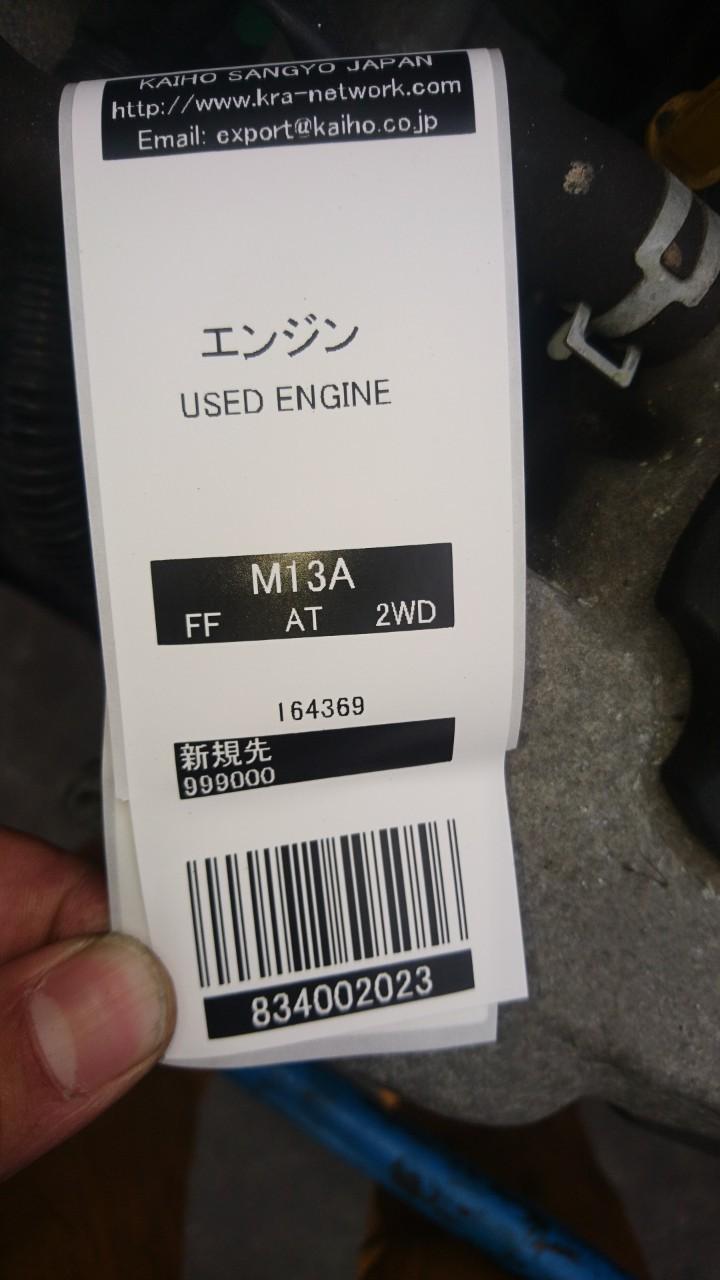 KAIHO SANGYO JAPAN
http://www.kra-network.com
Email: export@kaiho.co.jp
エンジン
USED ENGINE
M13A
FF AT 2WD
164369
新規先
999000
834002023